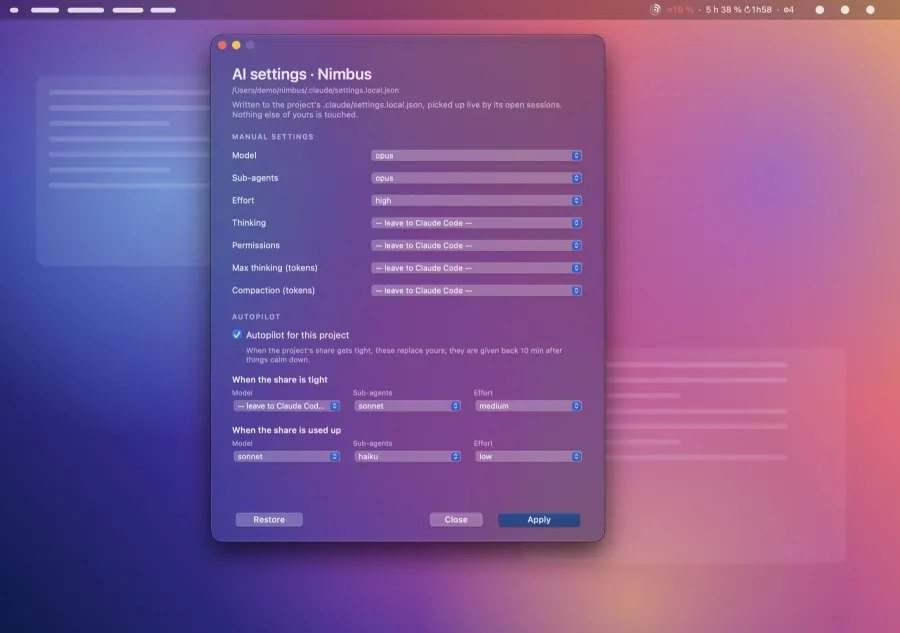 5 h 38 % ↻1h58 · ⚙4
AI settings · Nimbus
/Users/demo/nimbus/.claude/settings.local.json
Written to the project's .claude/settings.local.json, picked up live by its open sessions.
Nothing else of yours is touched.
MANUAL SETTINGS
Model opus
Sub-agents opus
Effort high
Thinking — leave to Claude Code —
Permissions — leave to Claude Code —
Max thinking (tokens) — leave to Claude Code —
Compaction (tokens) — leave to Claude Code —
AUTOPILOT
Autopilot for this project
When the project's share gets tight, these replace yours; they are given back 10 min after
things calm down.
When the share is tight
Model Sub-agents Effort
— leave to Claude Cod... sonnet medium
When the share is used up
Model Sub-agents Effort
sonnet haiku low
Restore Close Apply